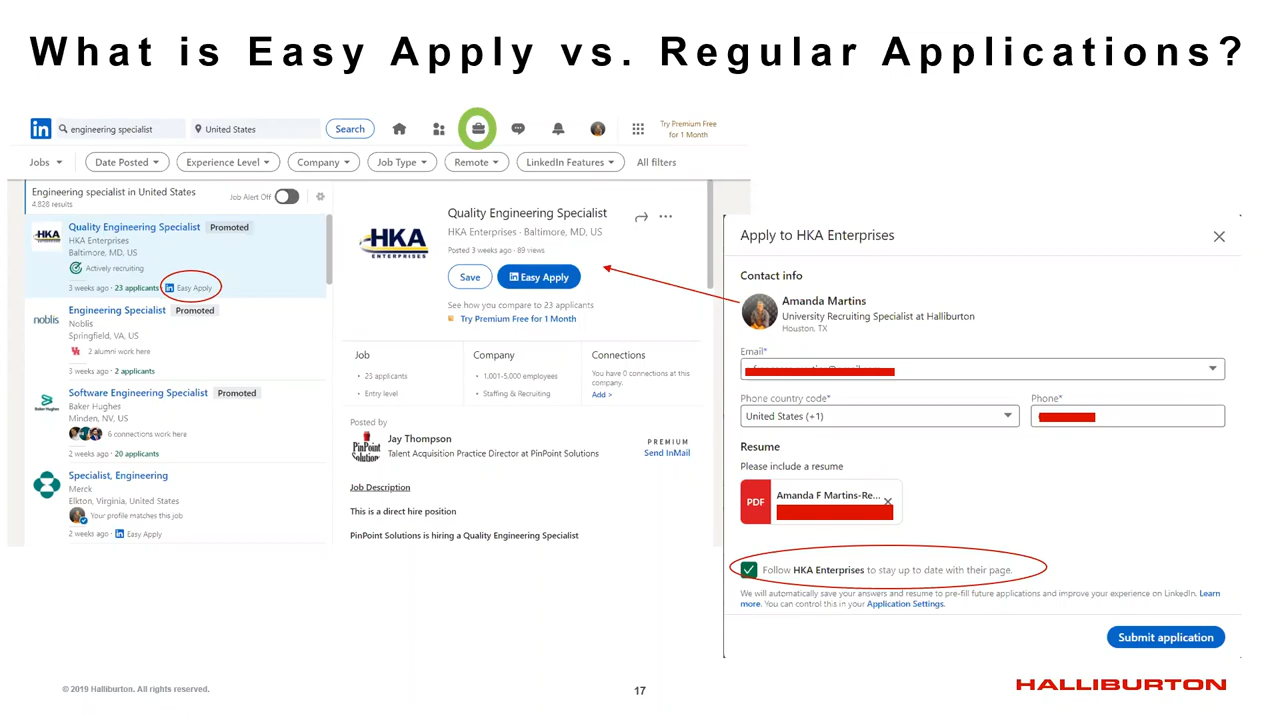 What is Easy Apply vs. Regular Applications?
in
engineering specialist
United States
Search
Try Premium Free
for 1 Month
Jobs
Date Posted
Experience Level
Company
Job Type
Remote
LinkedIn Features
All filters
Engineering specialist in United States
4,828 results
Job Alert Off
HKA
Quality Engineering Specialist
Promoted
HKA Enterprises
Baltimore, MD, US
Actively recruiting
3 weeks ago · 23 applicants
in Easy Apply
noblis
Engineering Specialist
Promoted
Noblis
Springfield, VA, US
2 alumni work here
3 weeks ago · 2 applicants
Baker Hughes
Software Engineering Specialist
Promoted
Baker Hughes
Minden, NV, US
6 connections work here
2 weeks ago · 20 applicants
Specialist, Engineering
Merck
Elkton, Virginia, United States
Your profile matches this job
2 weeks ago · in Easy Apply
HKA
ENTERPRISES
Quality Engineering Specialist
HKA Enterprises · Baltimore, MD, US
Posted 3 weeks ago · 89 views
Save
in Easy Apply
See how you compare to 23 applicants
Try Premium Free for 1 Month
Job
• 23 applicants
• Entry level
Company
• 1,001-5,000 employees
• Staffing & Recruiting
Connections
You have 0 connections at this
company.
Add >
Posted by
PinPoint
Solutions
Jay Thompson
Talent Acquisition Practice Director at PinPoint Solutions
PREMIUM
Send InMail
Job Description
This is a direct hire position
PinPoint Solutions is hiring a Quality Engineering Specialist
Apply to HKA Enterprises
Contact info
Amanda Martins
University Recruiting Specialist at Halliburton
Houston, TX
Email*
Phone country code*
United States (+1)
Phone*
Resume
Please include a resume
PDF
Amanda F Martins-Re...
Follow HKA Enterprises to stay up to date with their page.
We will automatically save your answers and resume to pre-fill future applications and improve your experience on LinkedIn. Learn
more. You can control this in your Application Settings.
Submit application
© 2019 Halliburton. All rights reserved.
17
HALLIBURTON